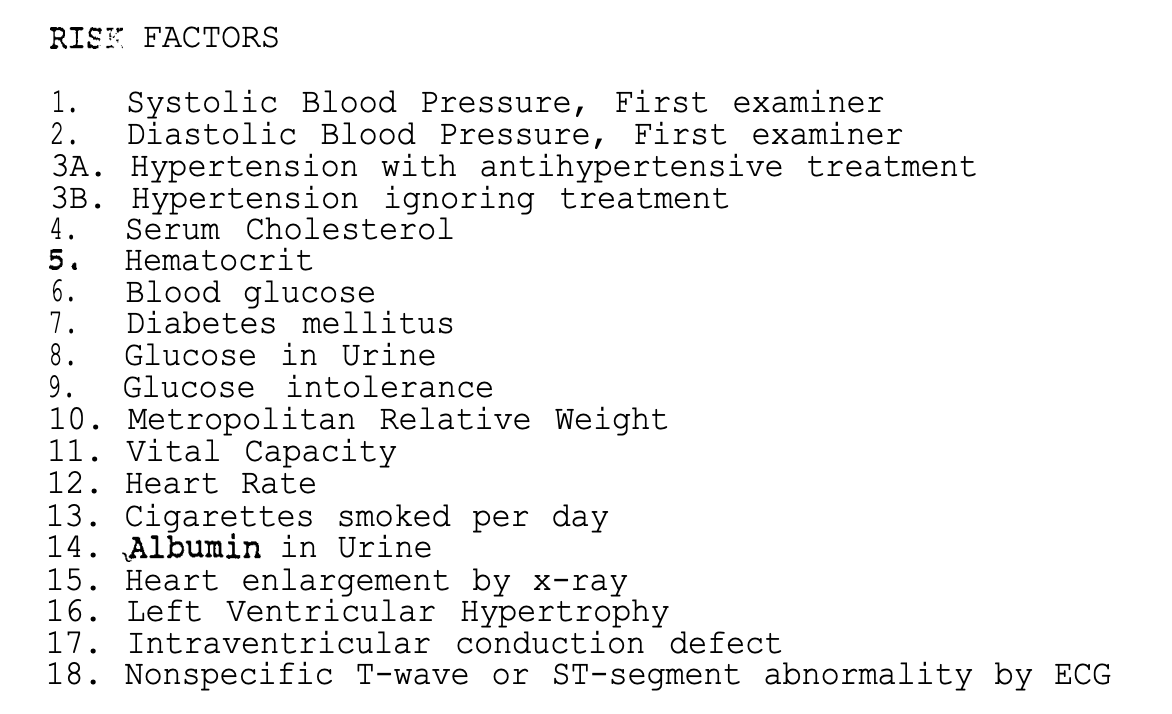 RISK FACTORS
1. Systolic Blood Pressure, First examiner
2. Diastolic Blood Pressure, First examiner
3A. Hypertension with antihypertensive treatment
3B. Hypertension ignoring treatment
4. Serum Cholesterol
5. Hematocrit
6. Blood glucose
7. Diabetes mellitus
8. Glucose in Urine
9. Glucose intolerance
10. Metropolitan Relative Weight
11. Vital Capacity
12. Heart Rate
13. Cigarettes smoked per day
14. Albumin in Urine
15. Heart enlargement by x-ray
16. Left Ventricular Hypertrophy
17. Intraventricular conduction defect
18. Nonspecific T-wave or ST-segment abnormality by ECG